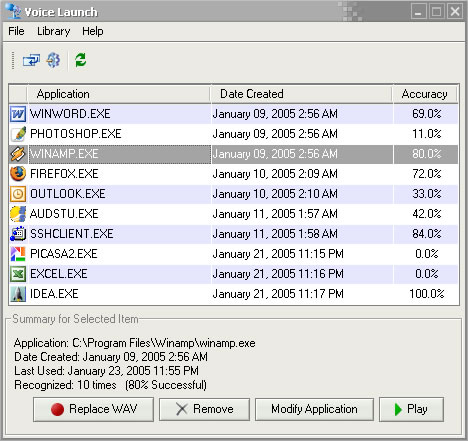 Voice Launch
File Library Help
Application Date Created Accuracy
WINWORD.EXE January 09, 2005 2:56 AM 69.0%
PHOTOSHOP.EXE January 09, 2005 2:56 AM 11.0%
WINAMP.EXE January 09, 2005 2:56 AM 80.0%
FIREFOX.EXE January 10, 2005 2:09 AM 72.0%
OUTLOOK.EXE January 10, 2005 2:10 AM 33.0%
AUDSTU.EXE January 11, 2005 1:57 AM 42.0%
SSHCLIENT.EXE January 11, 2005 1:58 AM 84.0%
PICASA2.EXE January 21, 2005 11:15 PM 0.0%
EXCEL.EXE January 21, 2005 11:16 PM 0.0%
IDEA.EXE January 21, 2005 11:17 PM 100.0%
Summary for Selected Item
Application: C:\Program Files\Winamp\winamp.exe
Date Created: January 09, 2005 2:56 AM
Last Used: January 23, 2005 11:55 PM
Recognized: 10 times (80% Successful)
Replace WAV Remove Modify Application Play